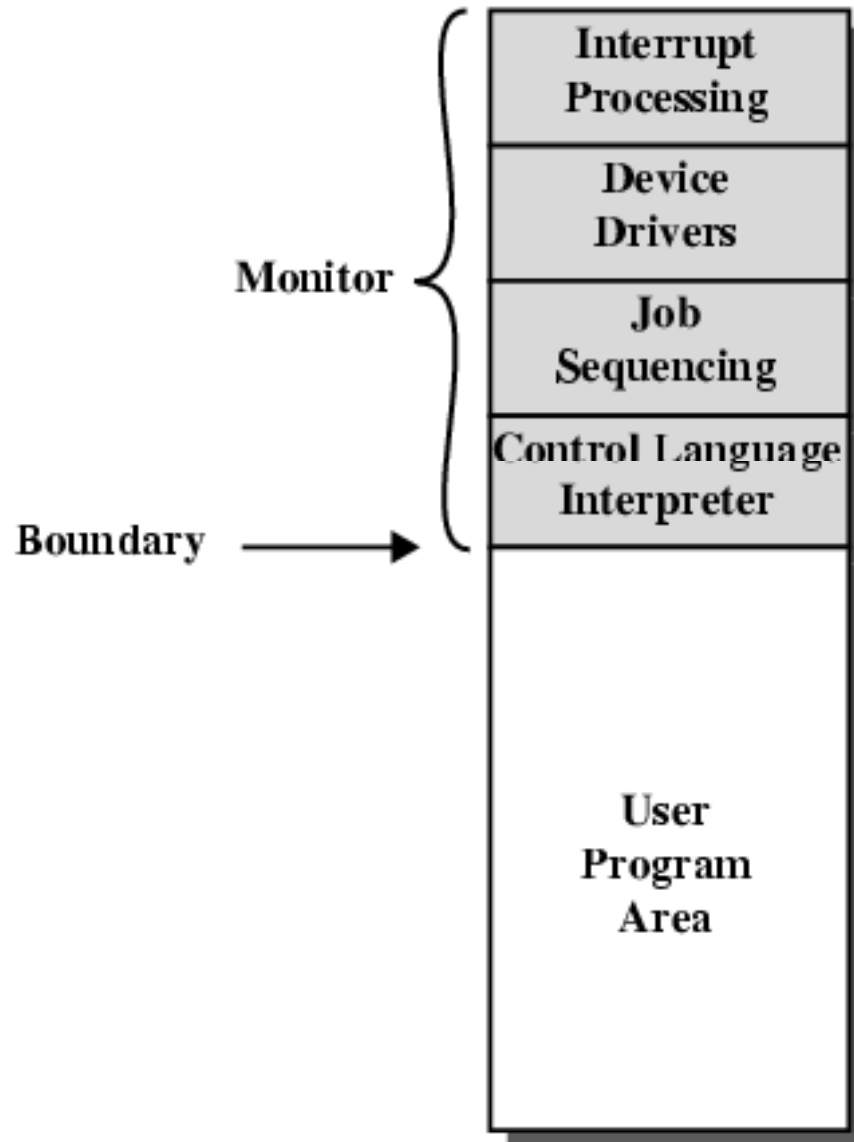 Interrupt
Processing
Device
Drivers
Monitor
Job
Sequencing
Control Language
Interpreter
Boundary
User
Program
Area